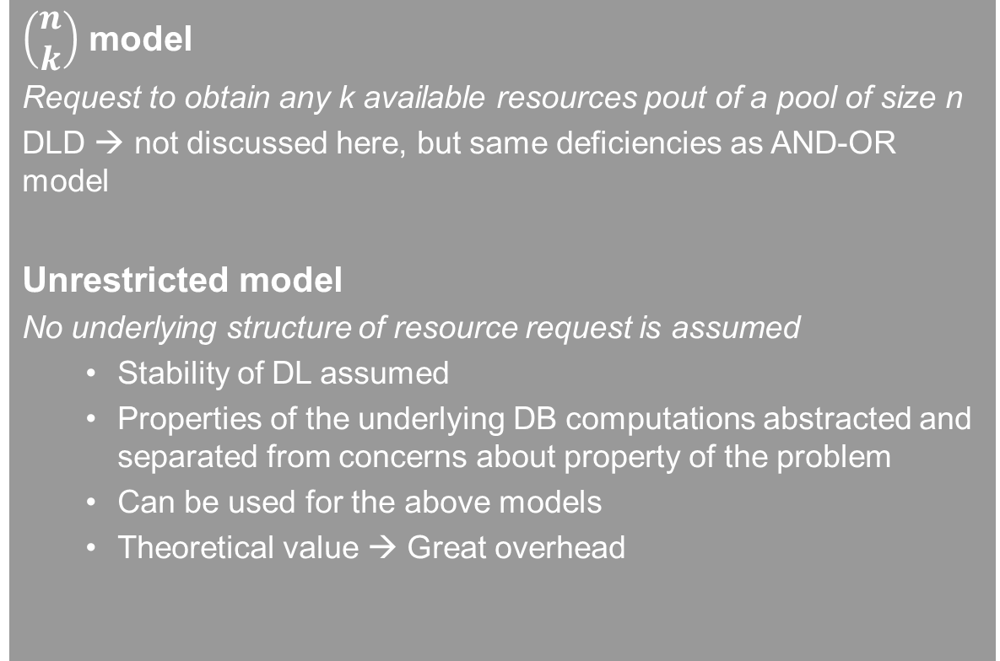 (n k) model
Request to obtain any k available resources pout of a pool of size n
DLD → not discussed here, but same deficiencies as AND-OR
model
Unrestricted model
No underlying structure of resource request is assumed
• Stability of DL assumed
• Properties of the underlying DB computations abstracted and
separated from concerns about property of the problem
• Can be used for the above models
• Theoretical value → Great overhead